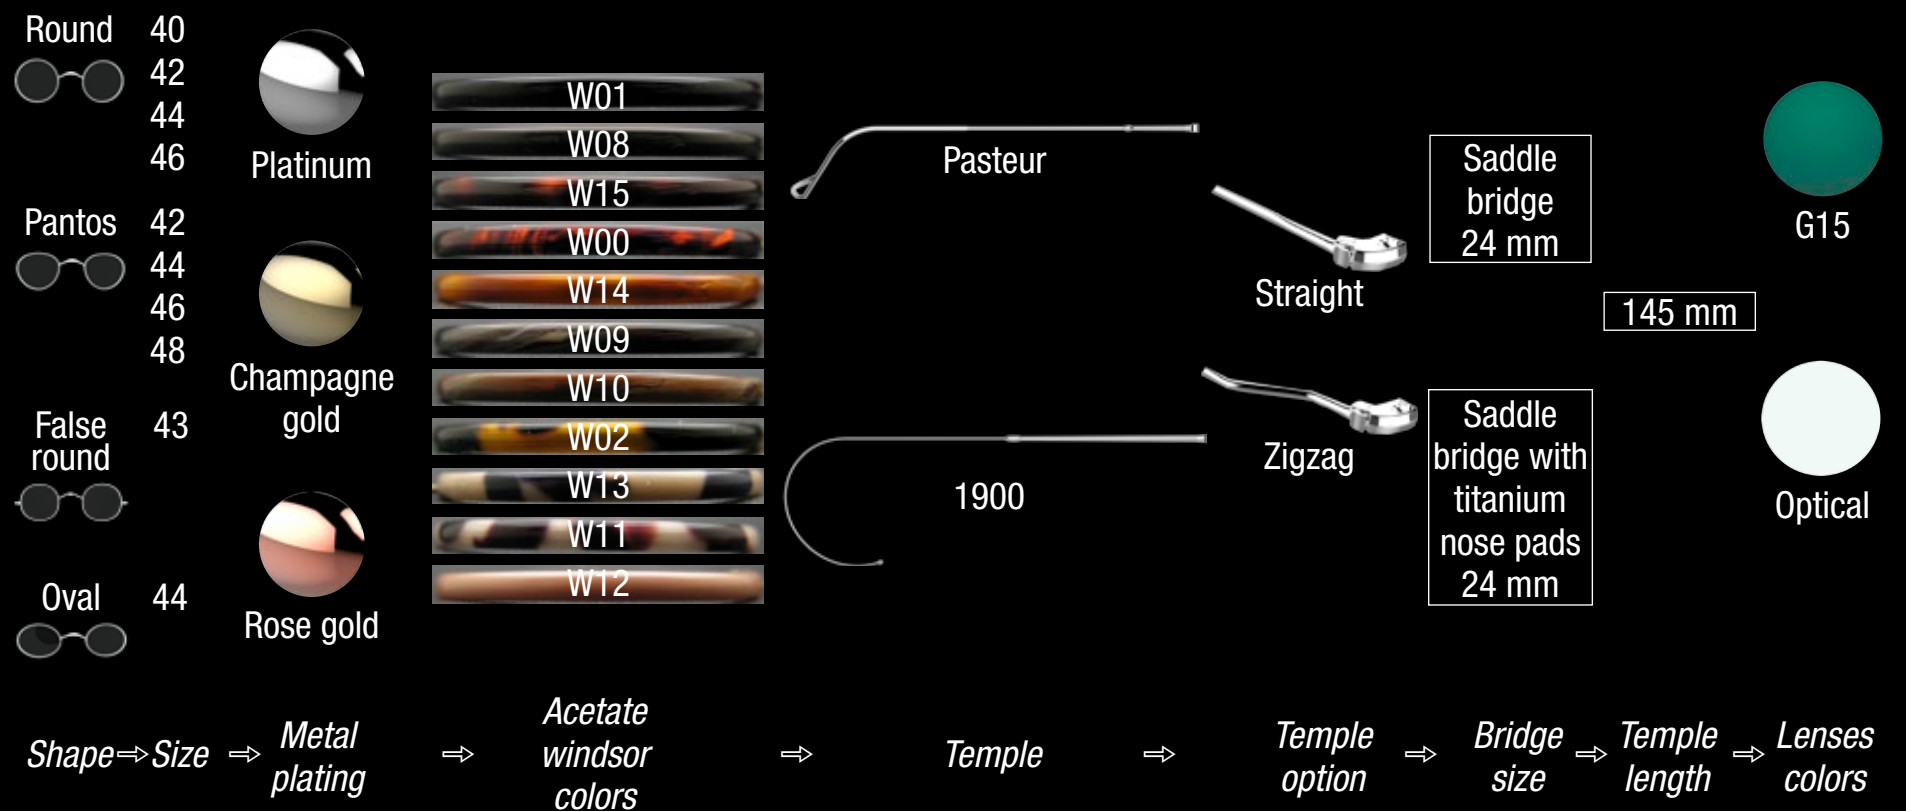 Round
40
42
44
46
Pantos
42
44
46
48
False
round
43
Oval
44
Platinum
Champagne
gold
Rose gold
W01
W08
W15
W00
W14
W09
W10
W02
W13
W11
W12
Pasteur
1900
Straight
Zigzag
Saddle
bridge
24 mm
Saddle
bridge with
titanium
nose pads
24 mm
145 mm
G15
Optical
Shape⇨Size ⇨ Metal
plating
⇨ Acetate
windsor
colors
⇨ Temple ⇨ Temple
option
⇨ Bridge
size
⇨ Temple
length
⇨ Lenses
colors